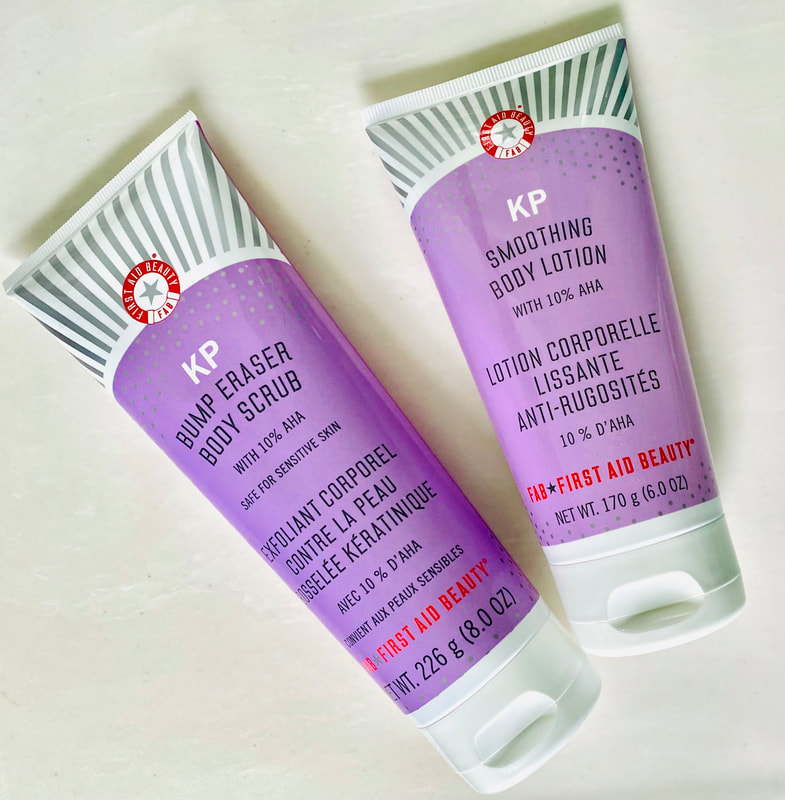 FIRST AID BEAUTY
FAB
KP
BUMP ERASER
BODY SCRUB
WITH 10% AHA
SAFE FOR SENSITIVE SKIN
EXFOLIANT CORPOREL
CONTRE LA PEAU
KÉRATINIQUE
AVEC 10 % D'AHA
CONVIENT AUX PEAUX SENSIBLES
FAB★FIRST AID BEAUTY®
NET WT. 226 g (8.0 OZ)
FIRST AID BEAUTY
FAB
KP
SMOOTHING
BODY LOTION
WITH 10% AHA
LOTION CORPORELLE
LISSANTE
ANTI-RUGOSITÉS
10 % D'AHA
FAB★FIRST AID BEAUTY®
NET WT. 170 g (6.0 OZ)